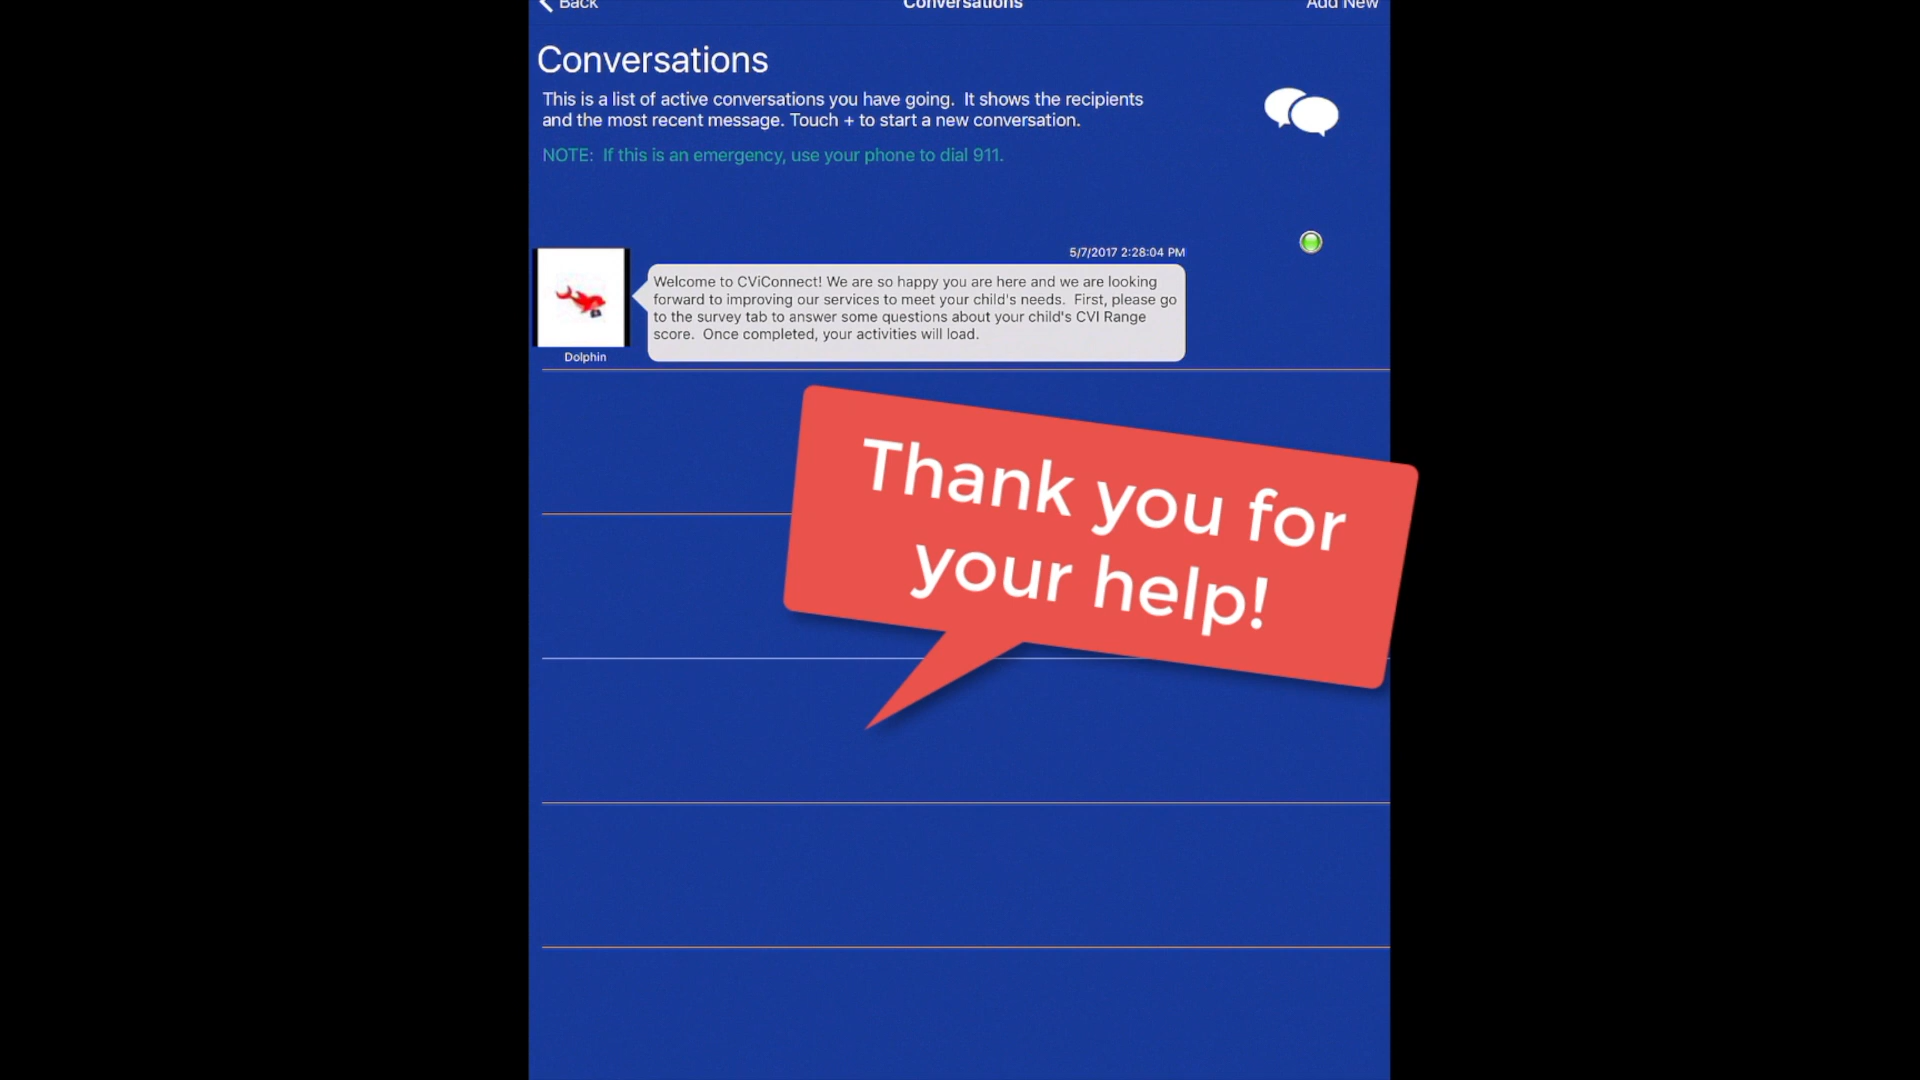 Back
Conversations
Add New
Conversations
This is a list of active conversations you have going.  It shows the recipients
and the most recent message. Touch + to start a new conversation.
NOTE:  If this is an emergency, use your phone to dial 911.
5/7/2017 2:28:04 PM
Welcome to CViConnect! We are so happy you are here and we are looking
forward to improving our services to meet your child's needs.  First, please go
to the survey tab to answer some questions about your child's CVI Range
score.  Once completed, your activities will load.
Dolphin
Thank you for
your help!